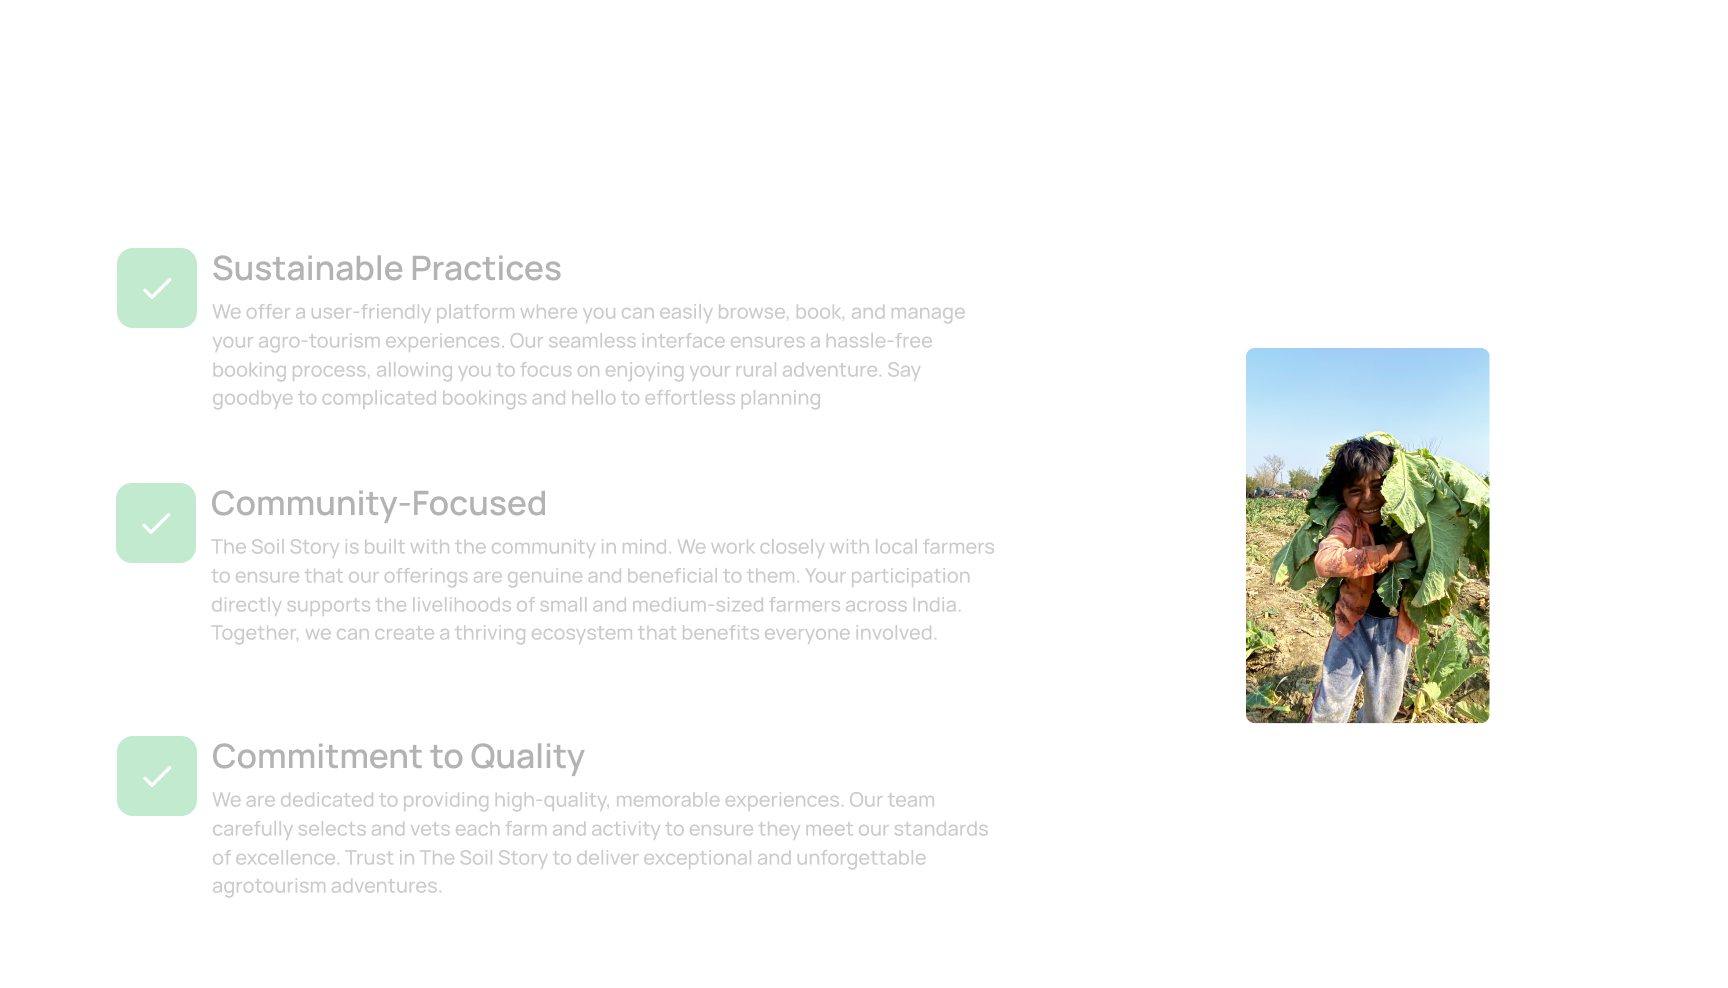 Sustainable Practices
We offer a user-friendly platform where you can easily browse, book, and manage
your agro-tourism experiences. Our seamless interface ensures a hassle-free
booking process, allowing you to focus on enjoying your rural adventure. Say
goodbye to complicated bookings and hello to effortless planning
Community-Focused
The Soil Story is built with the community in mind. We work closely with local farmers
to ensure that our offerings are genuine and beneficial to them. Your participation
directly supports the livelihoods of small and medium-sized farmers across India.
Together, we can create a thriving ecosystem that benefits everyone involved.
Commitment to Quality
We are dedicated to providing high-quality, memorable experiences. Our team
carefully selects and vets each farm and activity to ensure they meet our standards
of excellence. Trust in The Soil Story to deliver exceptional and unforgettable
agrotourism adventures.